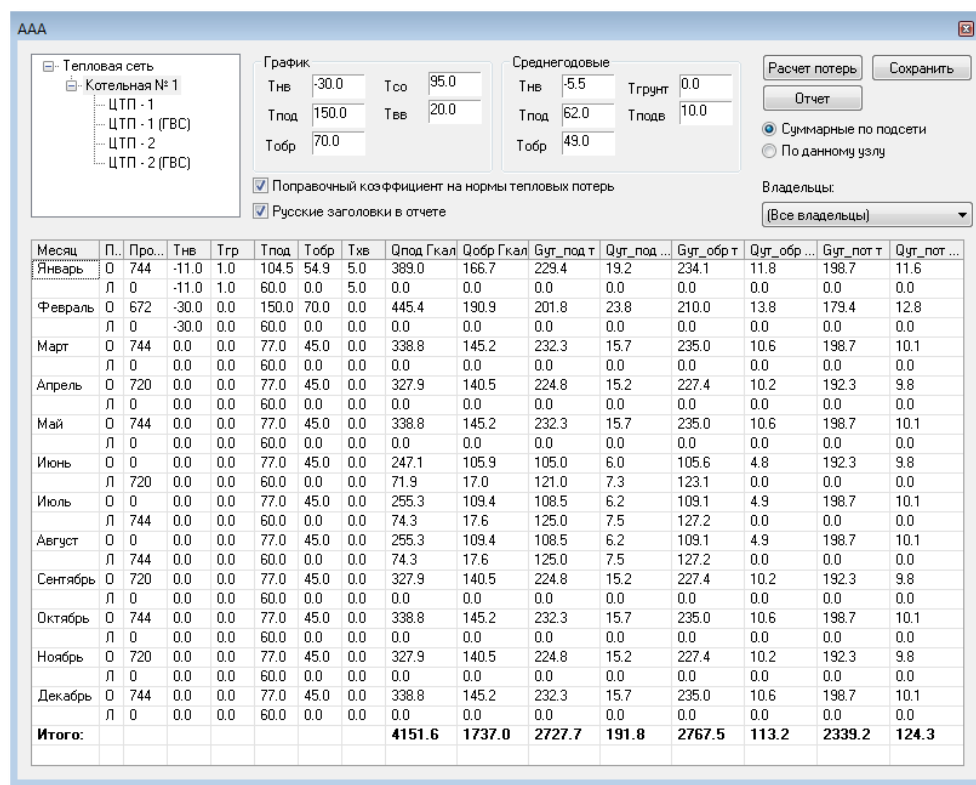 AAA
Тепловая сеть
Котельная № 1
ЦТП - 1
ЦТП - 1 (ГВС)
ЦТП - 2
ЦТП - 2 (ГВС)
График
Тнв -30.0 Тсо 95.0
Тпод 150.0 Твв 20.0
Тобр 70.0
Среднегодовые
Тнв -5.5 Тгрунт 0.0
Тпод 62.0 Тподв 10.0
Тобр 49.0
Расчет потерь Сохранить
Отчет
Суммарные по подсети
По данному узлу
Поправочный коэффициент на нормы тепловых потерь
Русские заголовки в отчете
Владельцы:
(Все владельцы)
Месяц П.. Про... Тнв Тгр Тпод Тобр Тхв Qпод Гкал Qобр Гкал Gут_под т Qут_под ... Gут_обр т Qут_обр ... Gут_пот т Qут_пот ...
Январь О 744 -11.0 1.0 104.5 54.9 5.0 389.0 166.7 229.4 19.2 234.1 11.8 198.7 11.6
Л 0 -11.0 1.0 60.0 0.0 5.0 0.0 0.0 0.0 0.0 0.0 0.0 0.0 0.0
Февраль О 672 -30.0 0.0 150.0 70.0 0.0 445.4 190.9 201.8 23.8 210.0 13.8 179.4 12.8
Л 0 -30.0 0.0 60.0 0.0 0.0 0.0 0.0 0.0 0.0 0.0 0.0 0.0 0.0
Март О 744 0.0 0.0 77.0 45.0 0.0 338.8 145.2 232.3 15.7 235.0 10.6 198.7 10.1
Л 0 0.0 0.0 60.0 0.0 0.0 0.0 0.0 0.0 0.0 0.0 0.0 0.0 0.0
Апрель О 720 0.0 0.0 77.0 45.0 0.0 327.9 140.5 224.8 15.2 227.4 10.2 192.3 9.8
Л 0 0.0 0.0 60.0 0.0 0.0 0.0 0.0 0.0 0.0 0.0 0.0 0.0 0.0
Май О 744 0.0 0.0 77.0 45.0 0.0 338.8 145.2 232.3 15.7 235.0 10.6 198.7 10.1
Л 0 0.0 0.0 60.0 0.0 0.0 0.0 0.0 0.0 0.0 0.0 0.0 0.0 0.0
Июнь О 0 0.0 0.0 77.0 45.0 0.0 247.1 105.9 105.0 6.0 105.6 4.8 192.3 9.8
Л 720 0.0 0.0 60.0 0.0 0.0 71.9 17.0 121.0 7.3 123.1 0.0 0.0 0.0
Июль О 0 0.0 0.0 77.0 45.0 0.0 255.3 109.4 108.5 6.2 109.1 4.9 198.7 10.1
Л 744 0.0 0.0 60.0 0.0 0.0 74.3 17.6 125.0 7.5 127.2 0.0 0.0 0.0
Август О 0 0.0 0.0 77.0 45.0 0.0 255.3 109.4 108.5 6.2 109.1 4.9 198.7 10.1
Л 744 0.0 0.0 60.0 0.0 0.0 74.3 17.6 125.0 7.5 127.2 0.0 0.0 0.0
Сентябрь О 720 0.0 0.0 77.0 45.0 0.0 327.9 140.5 224.8 15.2 227.4 10.2 192.3 9.8
Л 0 0.0 0.0 60.0 0.0 0.0 0.0 0.0 0.0 0.0 0.0 0.0 0.0 0.0
Октябрь О 744 0.0 0.0 77.0 45.0 0.0 338.8 145.2 232.3 15.7 235.0 10.6 198.7 10.1
Л 0 0.0 0.0 60.0 0.0 0.0 0.0 0.0 0.0 0.0 0.0 0.0 0.0 0.0
Ноябрь О 720 0.0 0.0 77.0 45.0 0.0 327.9 140.5 224.8 15.2 227.4 10.2 192.3 9.8
Л 0 0.0 0.0 60.0 0.0 0.0 0.0 0.0 0.0 0.0 0.0 0.0 0.0 0.0
Декабрь О 744 0.0 0.0 77.0 45.0 0.0 338.8 145.2 232.3 15.7 235.0 10.6 198.7 10.1
Л 0 0.0 0.0 60.0 0.0 0.0 0.0 0.0 0.0 0.0 0.0 0.0 0.0 0.0
Итого: 4151.6 1737.0 2727.7 191.8 2767.5 113.2 2339.2 124.3